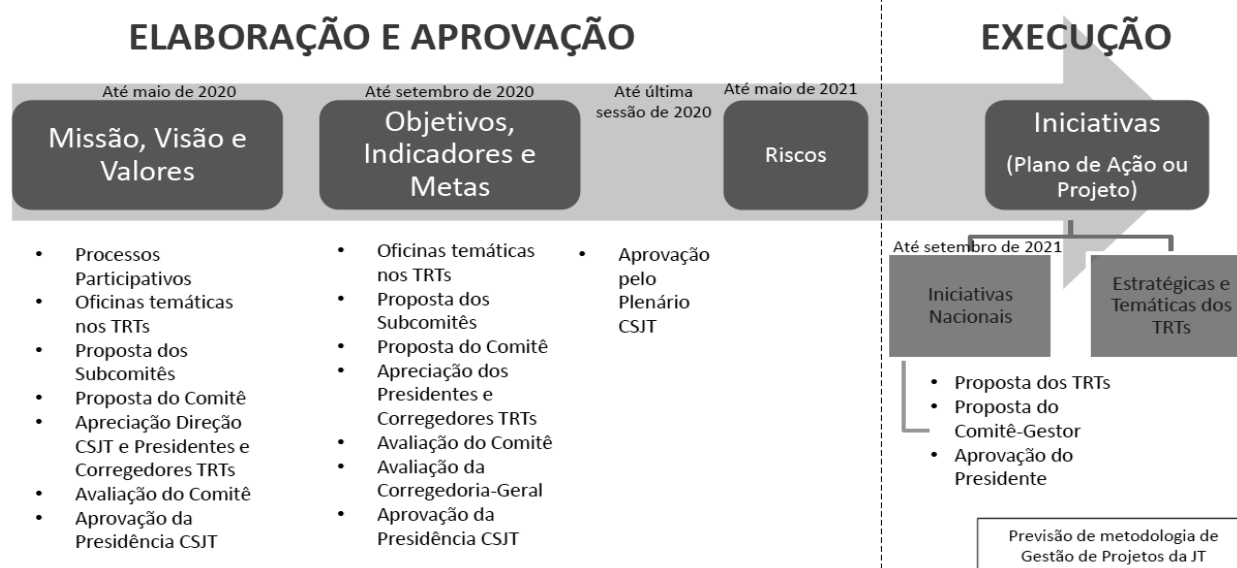 ELABORAÇÃO E APROVAÇÃO
Até maio de 2020
Missão, Visão e
Valores
• Processos
Participativos
• Oficinas temáticas
nos TRTs
• Proposta dos
Subcomitês
• Proposta do Comitê
• Apreciação Direção
CSJT e Presidentes e
Corregedores TRTs
• Avaliação do Comitê
• Aprovação da
Presidência CSJT
Até setembro de 2020
Objetivos,
Indicadores e
Metas
• Oficinas temáticas
nos TRTs
• Proposta dos
Subcomitês
• Proposta do Comitê
• Apreciação dos
Presidentes e
Corregedores TRTs
• Avaliação do Comitê
• Avaliação da
Corregedoria-Geral
• Aprovação da
Presidência CSJT
Até última
sessão de 2020
• Aprovação
pelo
Plenário
CSJT
Até maio de 2021
Riscos
EXECUÇÃO
Iniciativas
(Plano de Ação ou
Projeto)
Até setembro de 2021
Iniciativas
Nacionais
Estratégicas e
Temáticas dos
TRTs
• Proposta dos TRTs
• Proposta do
Comitê-Gestor
• Aprovação do
Presidente
Previsão de metodologia de
Gestão de Projetos da JT